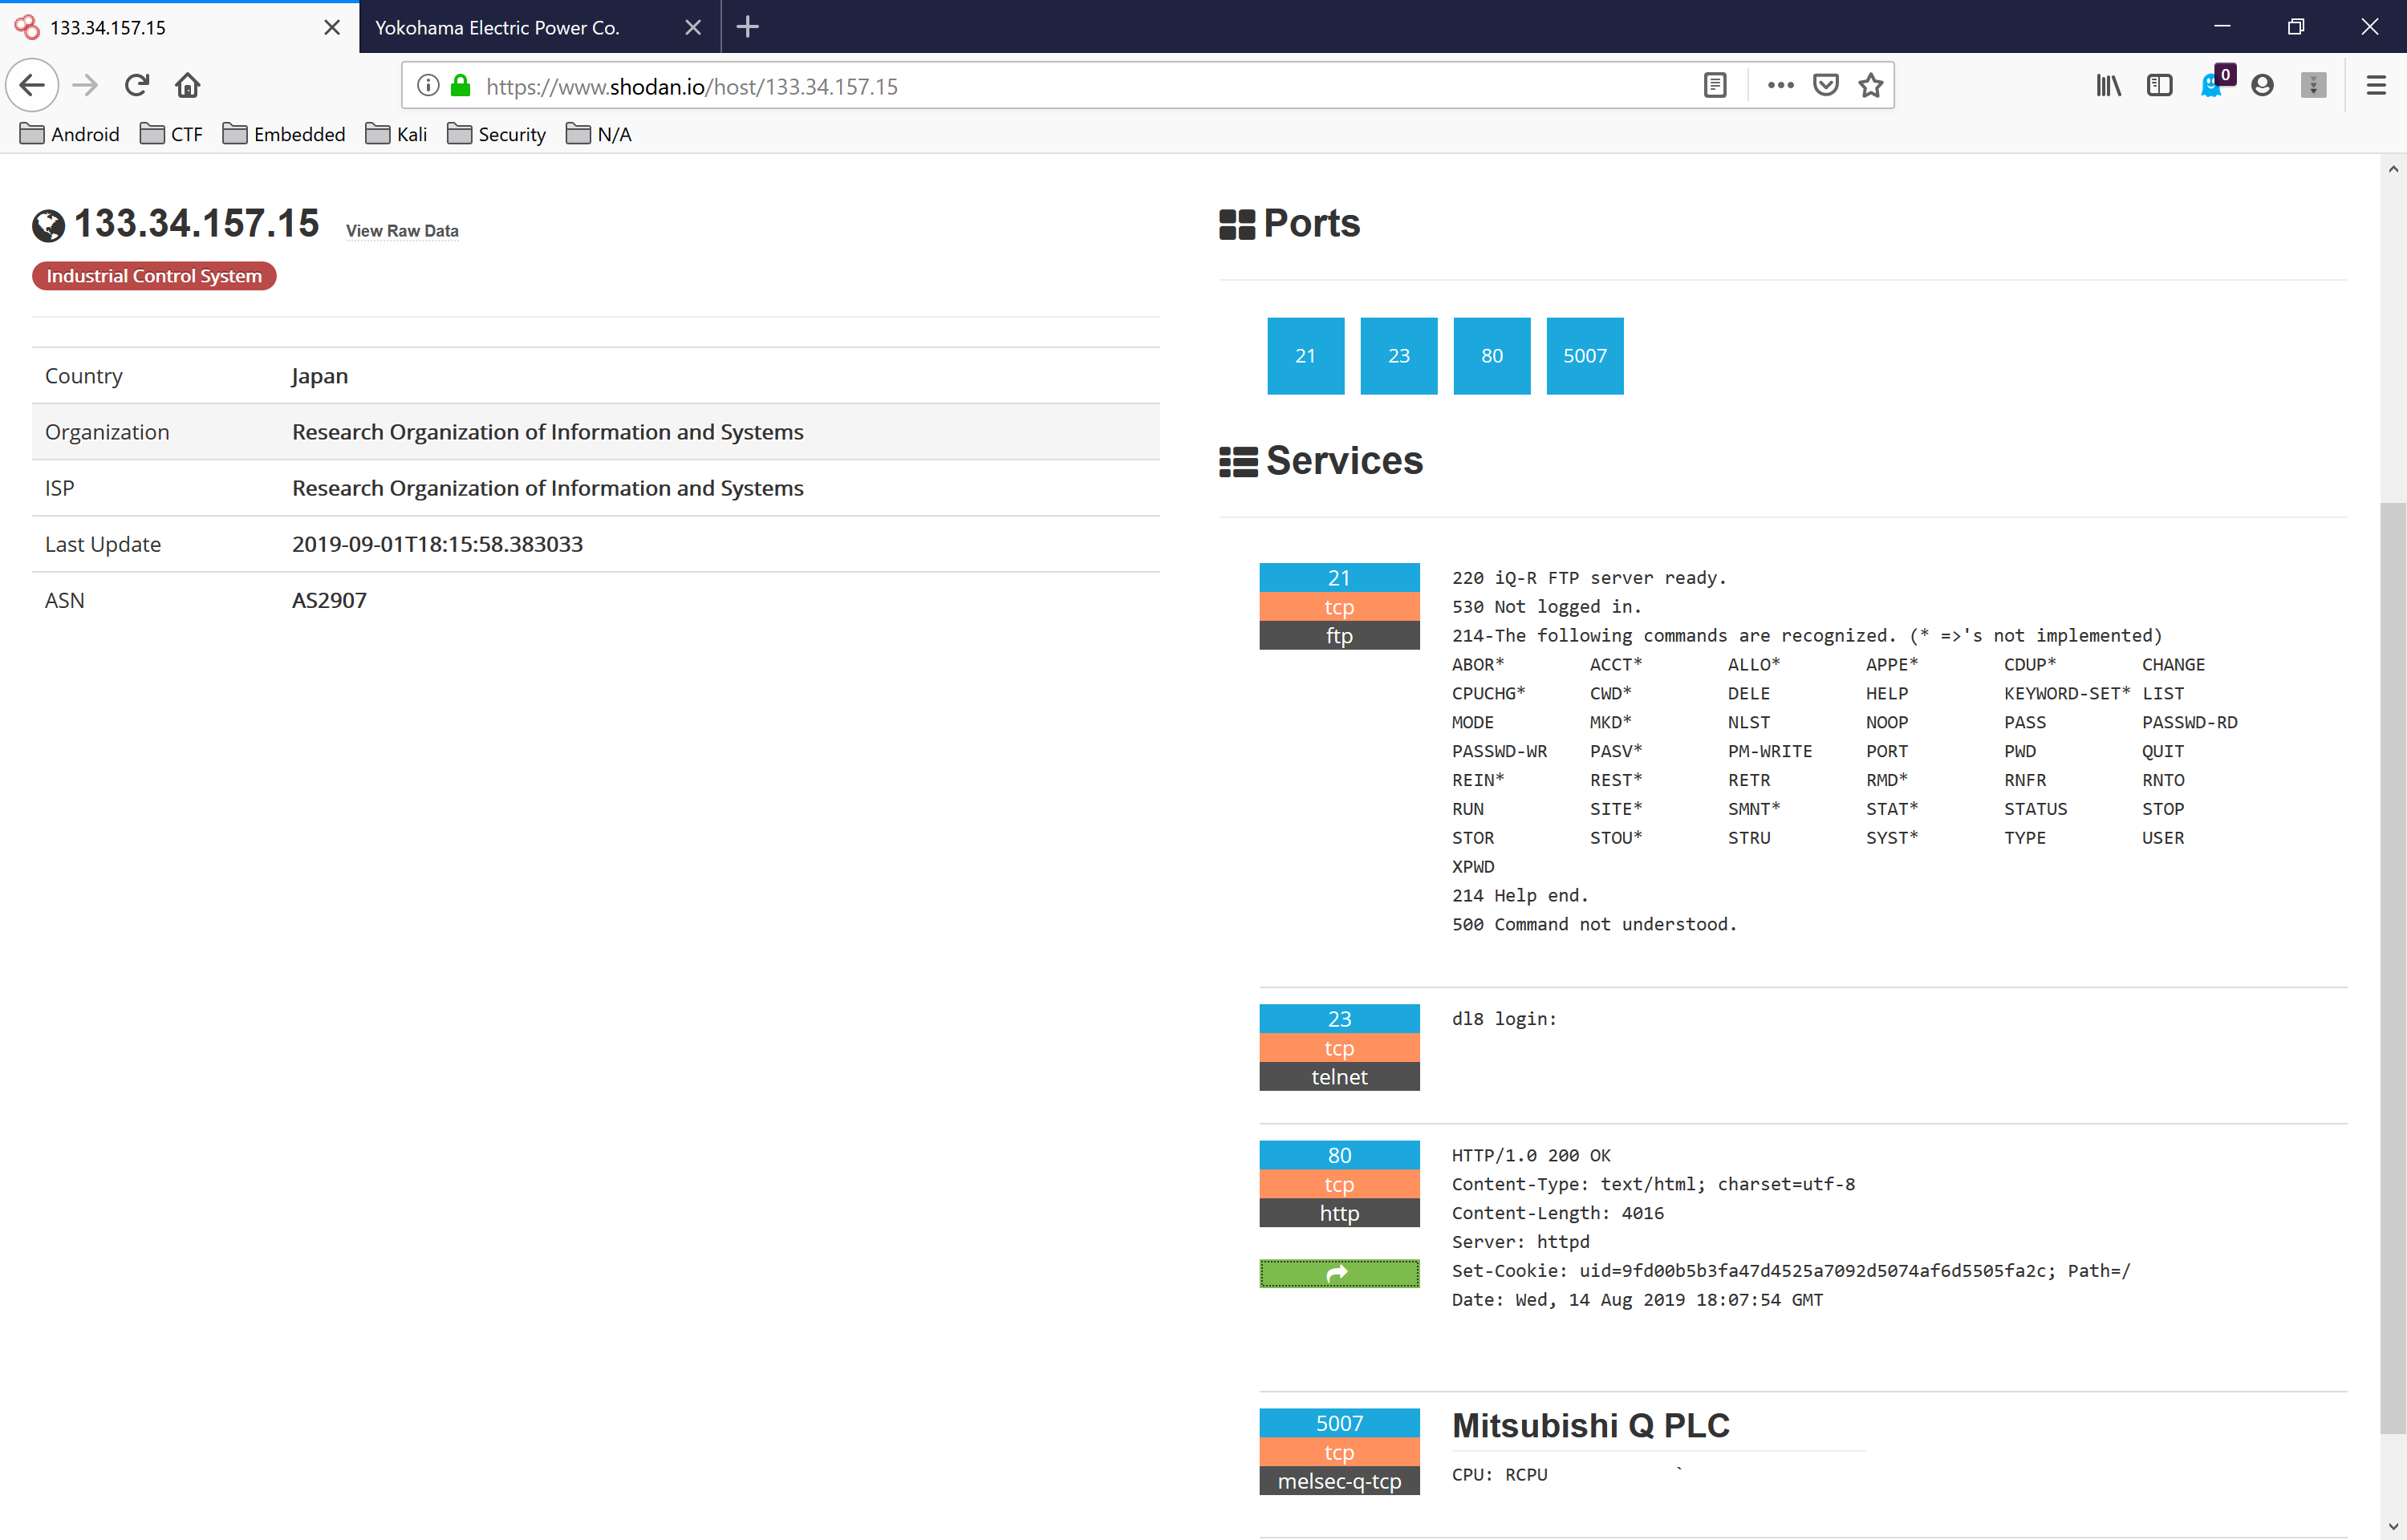 133.34.157.15
Yokohama Electric Power Co.
https://www.shodan.io/host/133.34.157.15
0
Android CTF Embedded Kali Security N/A
133.34.157.15 View Raw Data
Industrial Control System
Country Japan
Organization Research Organization of Information and Systems
ISP Research Organization of Information and Systems
Last Update 2019-09-01T18:15:58.383033
ASN AS2907
Ports
21 23 80 5007
Services
21
tcp
ftp
220 iQ-R FTP server ready.
530 Not logged in.
214-The following commands are recognized. (* =>'s not implemented)
ABOR* ACCT* ALLO* APPE* CDUP* CHANGE
CPUCHG* CWD* DELE HELP KEYWORD-SET* LIST
MODE MKD* NLST NOOP PASS PASSWD-RD
PASSWD-WR PASV* PM-WRITE PORT PWD QUIT
REIN* REST* RETR RMD* RNFR RNTO
RUN SITE* SMNT* STAT* STATUS STOP
STOR STOU* STRU SYST* TYPE USER
XPWD
214 Help end.
500 Command not understood.
23
tcp
telnet
dl8 login:
80
tcp
http
HTTP/1.0 200 OK
Content-Type: text/html; charset=utf-8
Content-Length: 4016
Server: httpd
Set-Cookie: uid=9fd00b5b3fa47d4525a7092d5074af6d5505fa2c; Path=/
Date: Wed, 14 Aug 2019 18:07:54 GMT
5007
tcp
melsec-q-tcp
Mitsubishi Q PLC
CPU: RCPU `